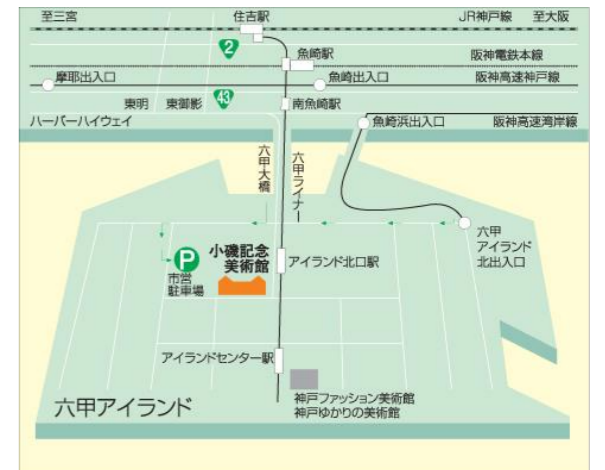 至三宮
住吉駅
JR神戸線
至大阪
2
魚崎駅
阪神電鉄本線
摩耶出入口
魚崎出入口
阪神高速神戸線
東明
東御影
43
南魚崎駅
ハーバーハイウェイ
魚崎浜出入口
阪神高速湾岸線
六甲大橋
六甲ライナー
六甲
アイランド
北出入口
小磯記念
美術館
P
市営
駐車場
アイランド北口駅
アイランドセンター駅
六甲アイランド
神戸ファッション美術館
神戸ゆかりの美術館